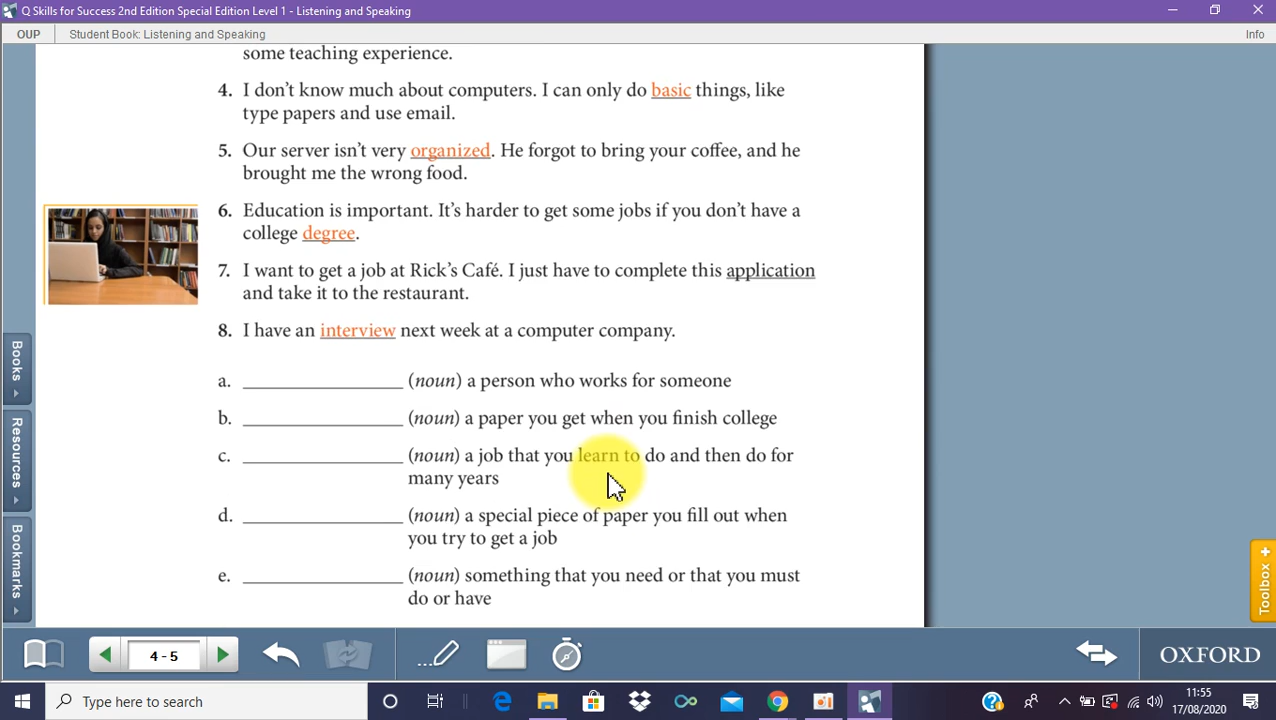 Q Skills for Success 2nd Edition Special Edition Level 1 - Listening and Speaking
OUP
Student Book: Listening and Speaking
Info
some teaching experience.
4. I don't know much about computers. I can only do basic things, like
type papers and use email.
5. Our server isn't very organized. He forgot to bring your coffee, and he
brought me the wrong food.
6. Education is important. It's harder to get some jobs if you don't have a
college degree.
7. I want to get a job at Rick's Café. I just have to complete this application
and take it to the restaurant.
8. I have an interview next week at a computer company.
a. (noun) a person who works for someone
b. (noun) a paper you get when you finish college
c. (noun) a job that you learn to do and then do for
many years
d. (noun) a special piece of paper you fill out when
you try to get a job
e. (noun) something that you need or that you must
do or have
Books
Resources
Bookmarks
Toolbox +
4 - 5
OXFORD
Type here to search
11:55
17/08/2020